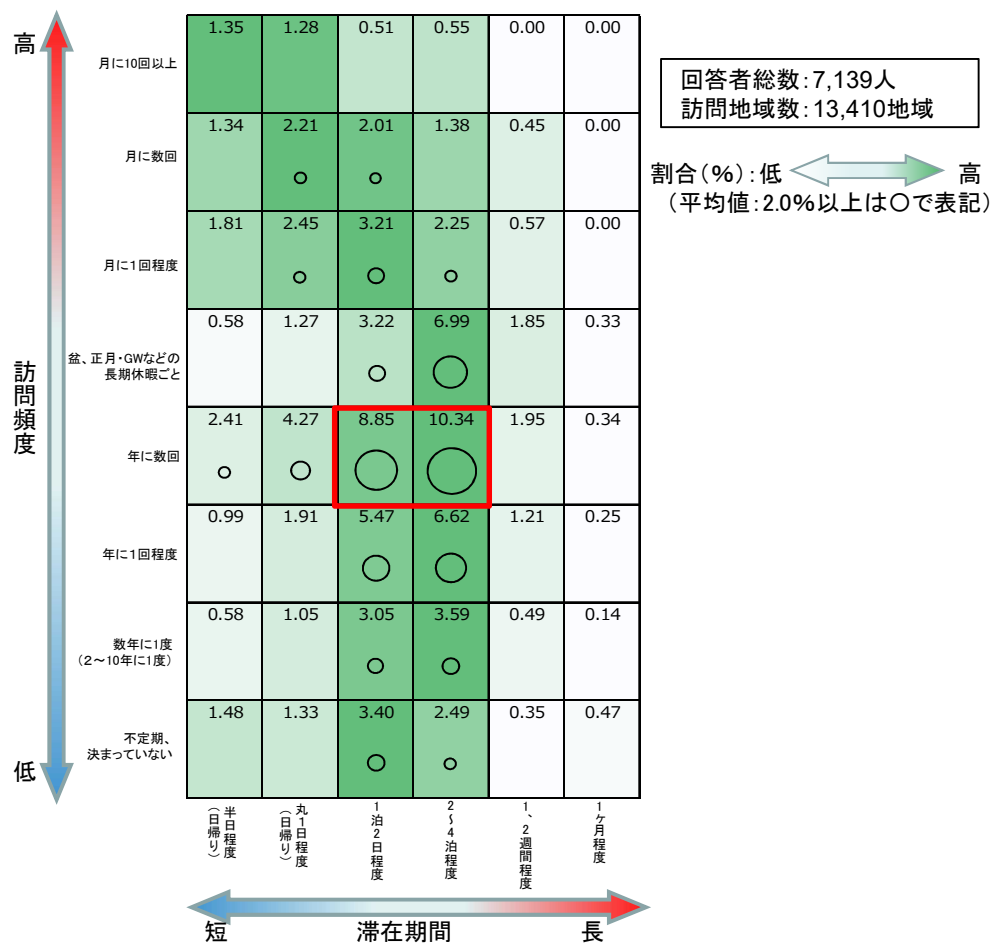 高
月に10回以上
1.35 1.28 0.51 0.55 0.00 0.00
月に数回
1.34 2.21 2.01 1.38 0.45 0.00
月に1回程度
1.81 2.45 3.21 2.25 0.57 0.00
盆、正月・GWなどの
長期休暇ごと
0.58 1.27 3.22 6.99 1.85 0.33
訪問頻度
年に数回
2.41 4.27 8.85 10.34 1.95 0.34
年に1回程度
0.99 1.91 5.47 6.62 1.21 0.25
数年に1度
(2～10年に1度)
0.58 1.05 3.05 3.59 0.49 0.14
不定期、
決まっていない
1.48 1.33 3.40 2.49 0.35 0.47
低
半日程度
(日帰り)
丸1日程度
(日帰り)
1泊2日程度
2～4泊程度
1、2週間程度
1ヶ月程度
短 滞在期間 長
回答者総数：7,139人
訪問地域数：13,410地域
割合(%)：低 高
(平均値：2.0%以上は〇で表記)